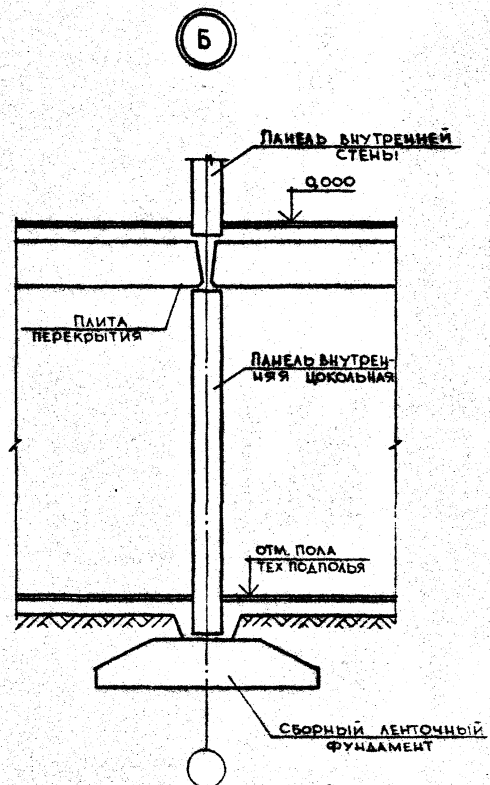 Б
ПАНЕЛЬ ВНУТРЕННЕЙ
СТЕНЫ
0,000
ПЛИТА
ПЕРЕКРЫТИЯ
ПАНЕЛЬ ВНУТРЕН-
НЯЯ ЦОКОЛЬНАЯ
ОТМ. ПОЛА
ТЕХ ПОДПОЛЬЯ
СБОРНЫЙ ЛЕНТОЧНЫЙ
ФУНДАМЕНТ